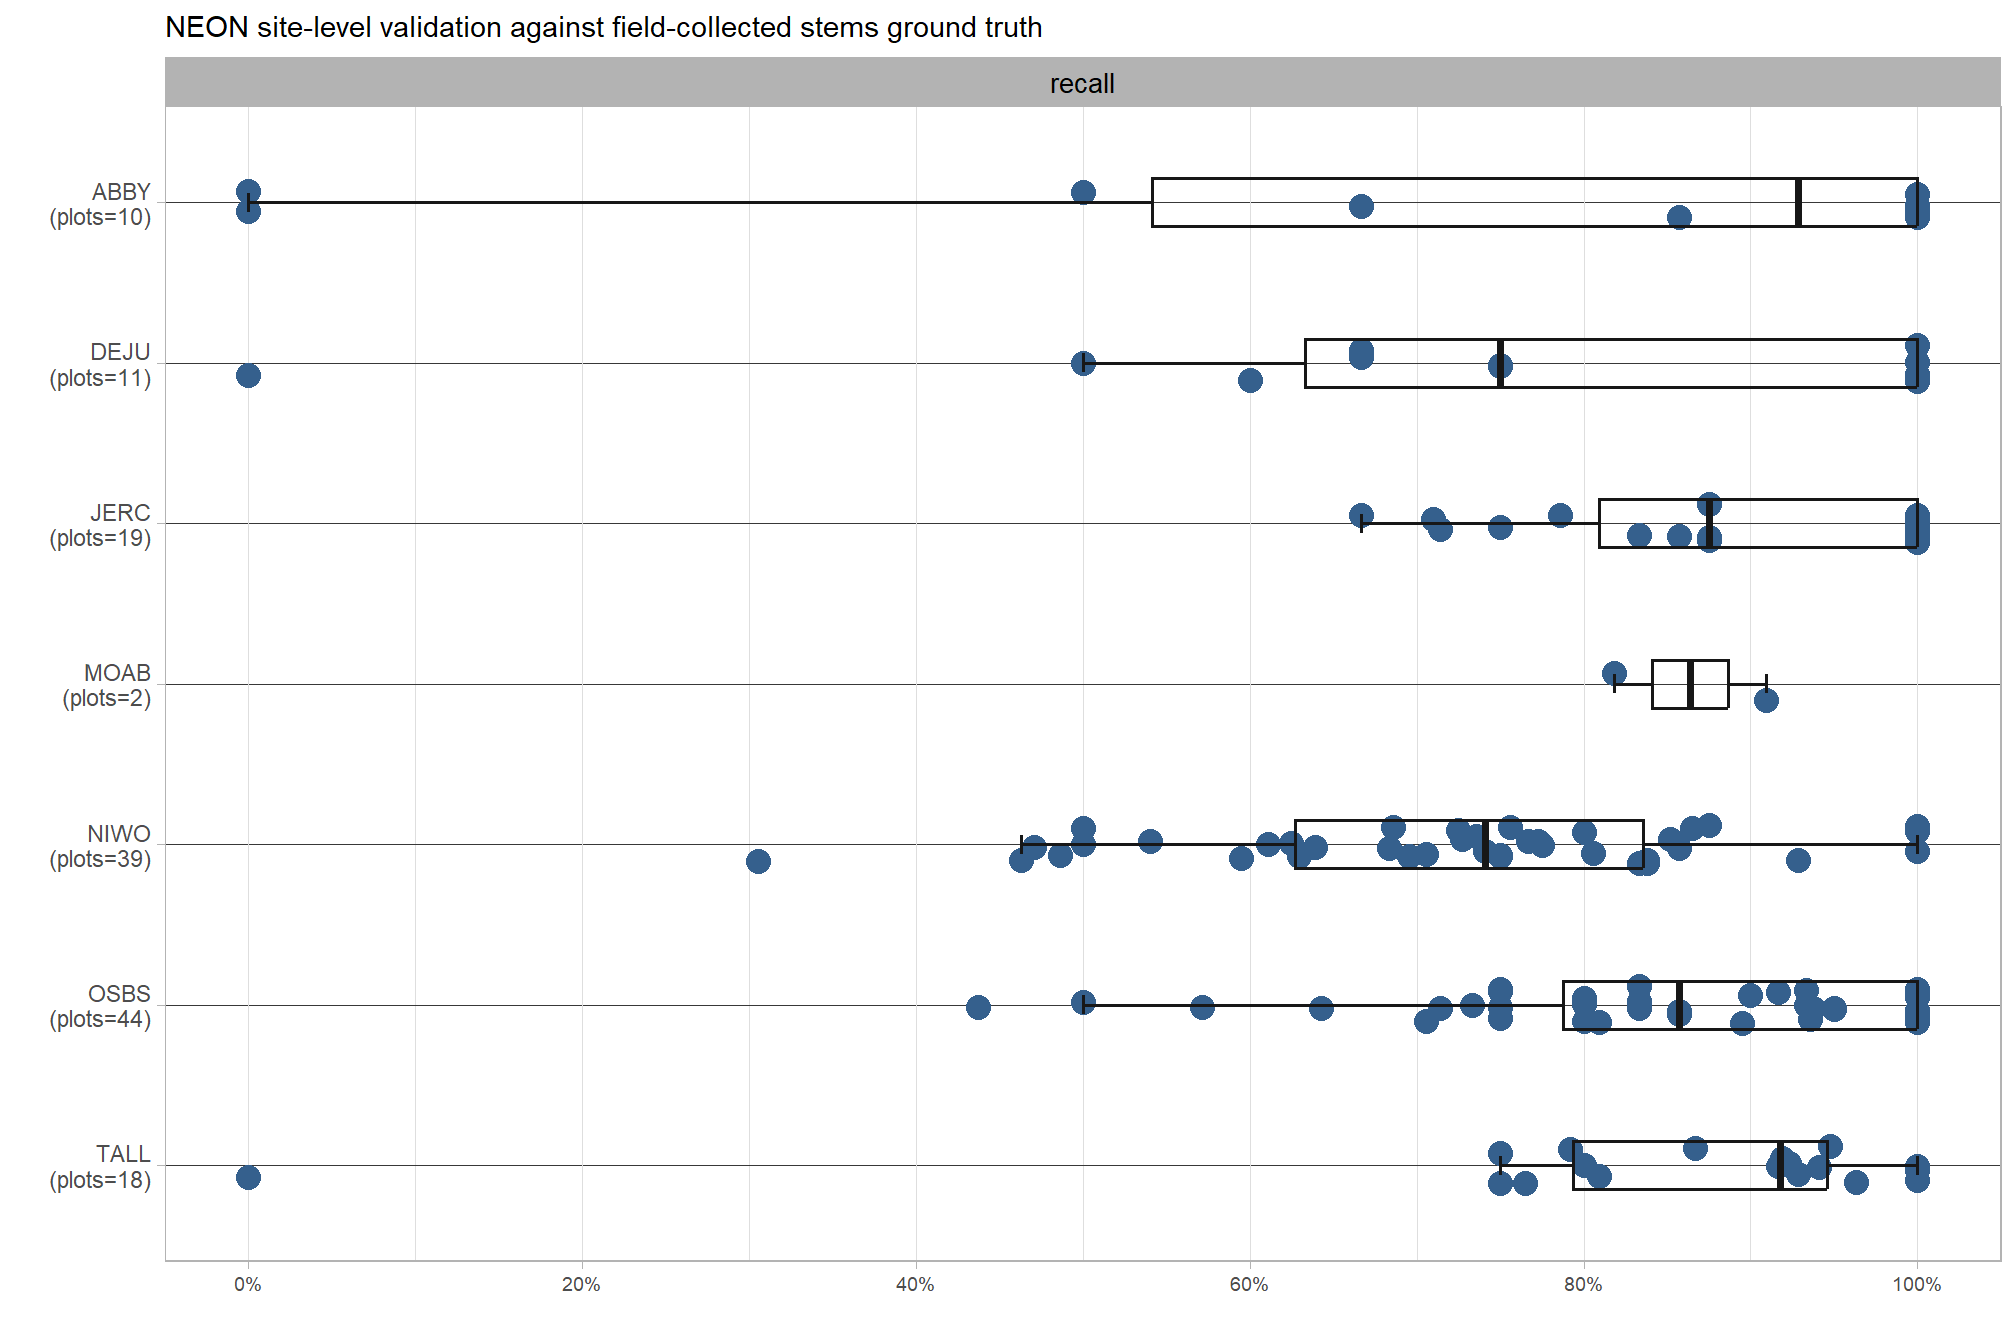 NEON site-level validation against field-collected stems ground truth
recall
ABBY
(plots=10)
DEJU
(plots=11)
JERC
(plots=19)
MOAB
(plots=2)
NIWO
(plots=39)
OSBS
(plots=44)
TALL
(plots=18)
0% 20% 40% 60% 80% 100%